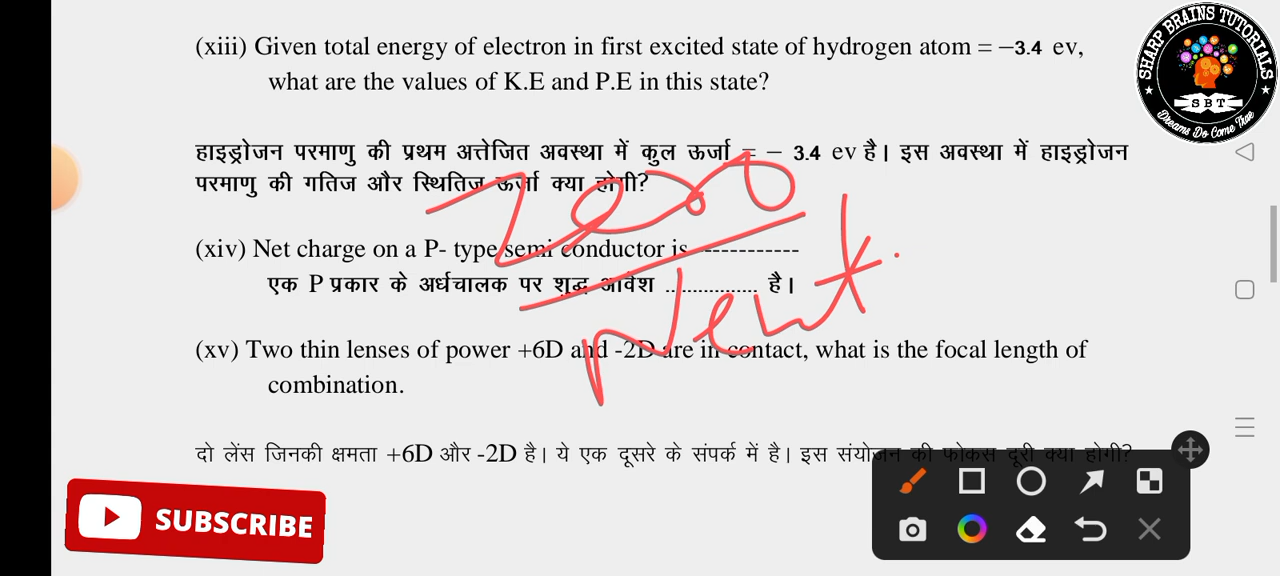 (xiii) Given total energy of electron in first excited state of hydrogen atom = −3.4 ev,
what are the values of K.E and P.E in this state?
हाइड्रोजन परमाणु की प्रथम अत्तेजित अवस्था में कुल ऊर्जा = − 3.4 ev है। इस अवस्था में हाइड्रोजन
परमाणु की गतिज और स्थितिज ऊर्जा क्या होगी?
Zero
(xiv) Net charge on a P- type semi conductor is -----------
एक P प्रकार के अर्धचालक पर शुद्ध आवेश ................ है।
Neut.
(xv) Two thin lenses of power +6D and -2D are in contact, what is the focal length of
combination.
दो लेंस जिनकी क्षमता +6D और -2D है। ये एक दूसरे के संपर्क में है। इस संयोजन की फोकस दूरी क्या होगी?
SUBSCRIBE
SHARP BRAINS TUTORIALS
SBT
Dreams Do Come True